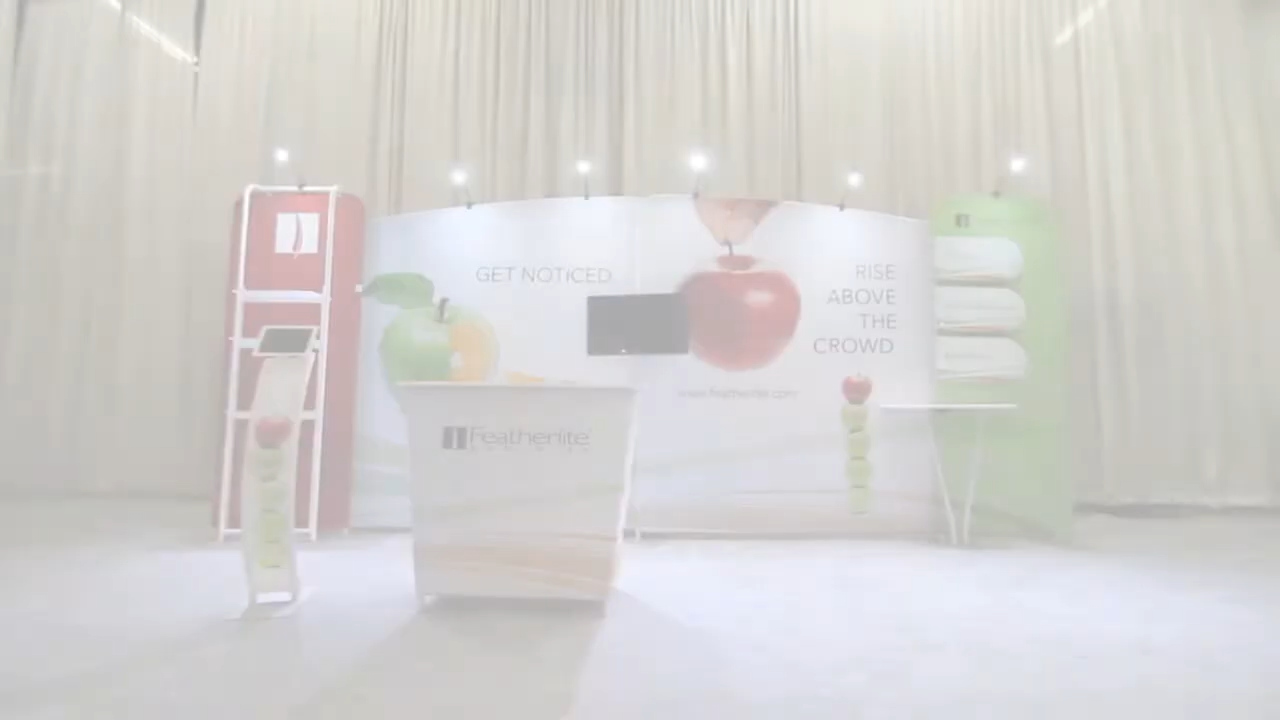 GET NOTICED
RISE
ABOVE
THE
CROWD
www.featherlite.com
Featherlite